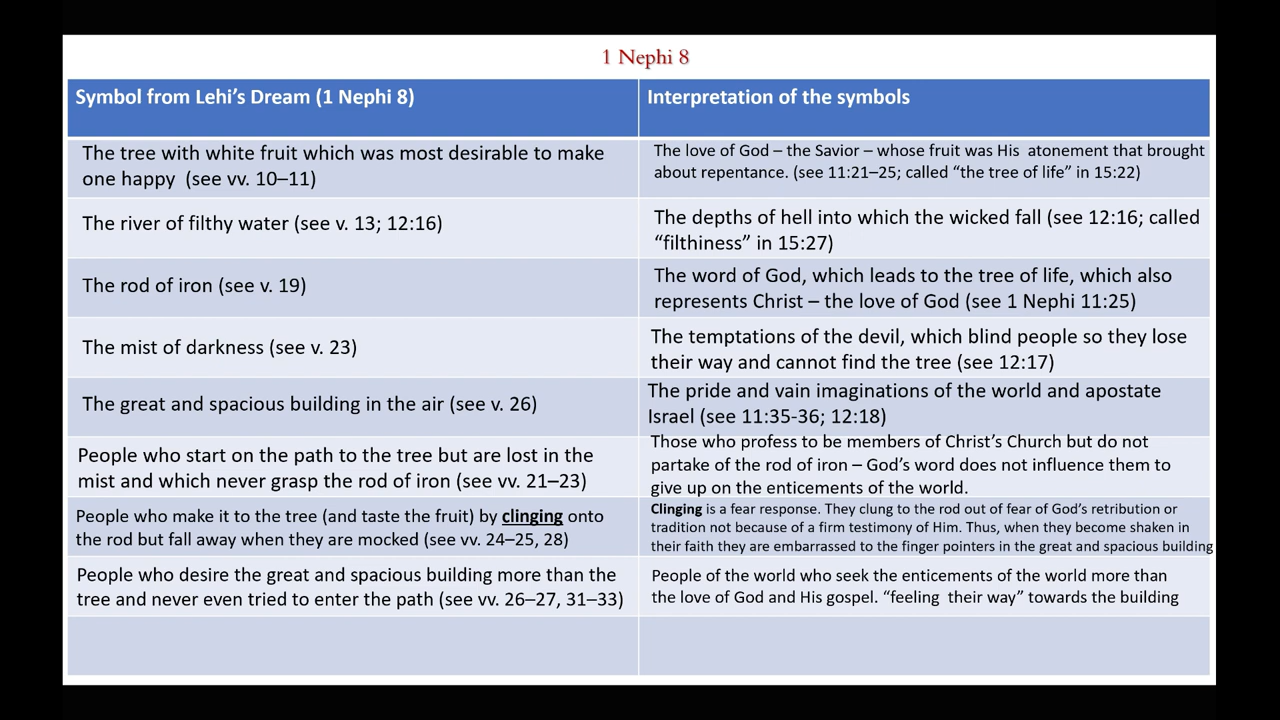 1 Nephi 8
Symbol from Lehi’s Dream (1 Nephi 8)
Interpretation of the symbols
The tree with white fruit which was most desirable to make
one happy (see vv. 10–11)
The love of God – the Savior – whose fruit was His atonement that brought
about repentance. (see 11:21–25; called “the tree of life” in 15:22)
The river of filthy water (see v. 13; 12:16)
The depths of hell into which the wicked fall (see 12:16; called
“filthiness” in 15:27)
The rod of iron (see v. 19)
The word of God, which leads to the tree of life, which also
represents Christ – the love of God (see 1 Nephi 11:25)
The mist of darkness (see v. 23)
The temptations of the devil, which blind people so they lose
their way and cannot find the tree (see 12:17)
The great and spacious building in the air (see v. 26)
The pride and vain imaginations of the world and apostate
Israel (see 11:35-36; 12:18)
People who start on the path to the tree but are lost in the
mist and which never grasp the rod of iron (see vv. 21–23)
Those who profess to be members of Christ’s Church but do not
partake of the rod of iron – God’s word does not influence them to
give up on the enticements of the world.
People who make it to the tree (and taste the fruit) by clinging onto
the rod but fall away when they are mocked (see vv. 24–25, 28)
Clinging is a fear response. They clung to the rod out of fear of God’s retribution or
tradition not because of a firm testimony of Him. Thus, when they become shaken in
their faith they are embarrassed to the finger pointers in the great and spacious building
People who desire the great and spacious building more than the
tree and never even tried to enter the path (see vv. 26–27, 31–33)
People of the world who seek the enticements of the world more than
the love of God and His gospel. “feeling their way” towards the building